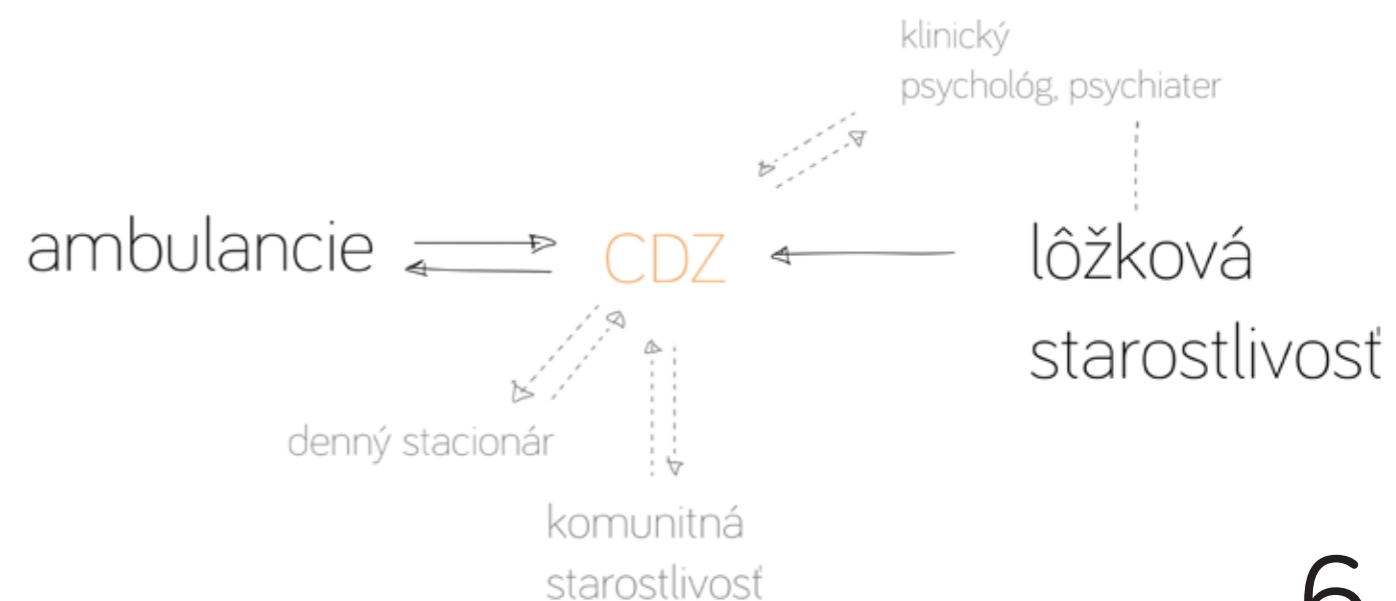 klinický
psychológ, psychiater
ambulancie
CDZ
lôžková
starostlivosť
denný stacionár
komunitná
starostlivosť
6